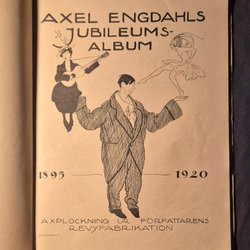 AXEL ENGDAHLS
JUBILEUMS-
ALBUM
1895 1920
AXPLOCKNING UR FÖRFATTARENS
REVYFABRIKATION